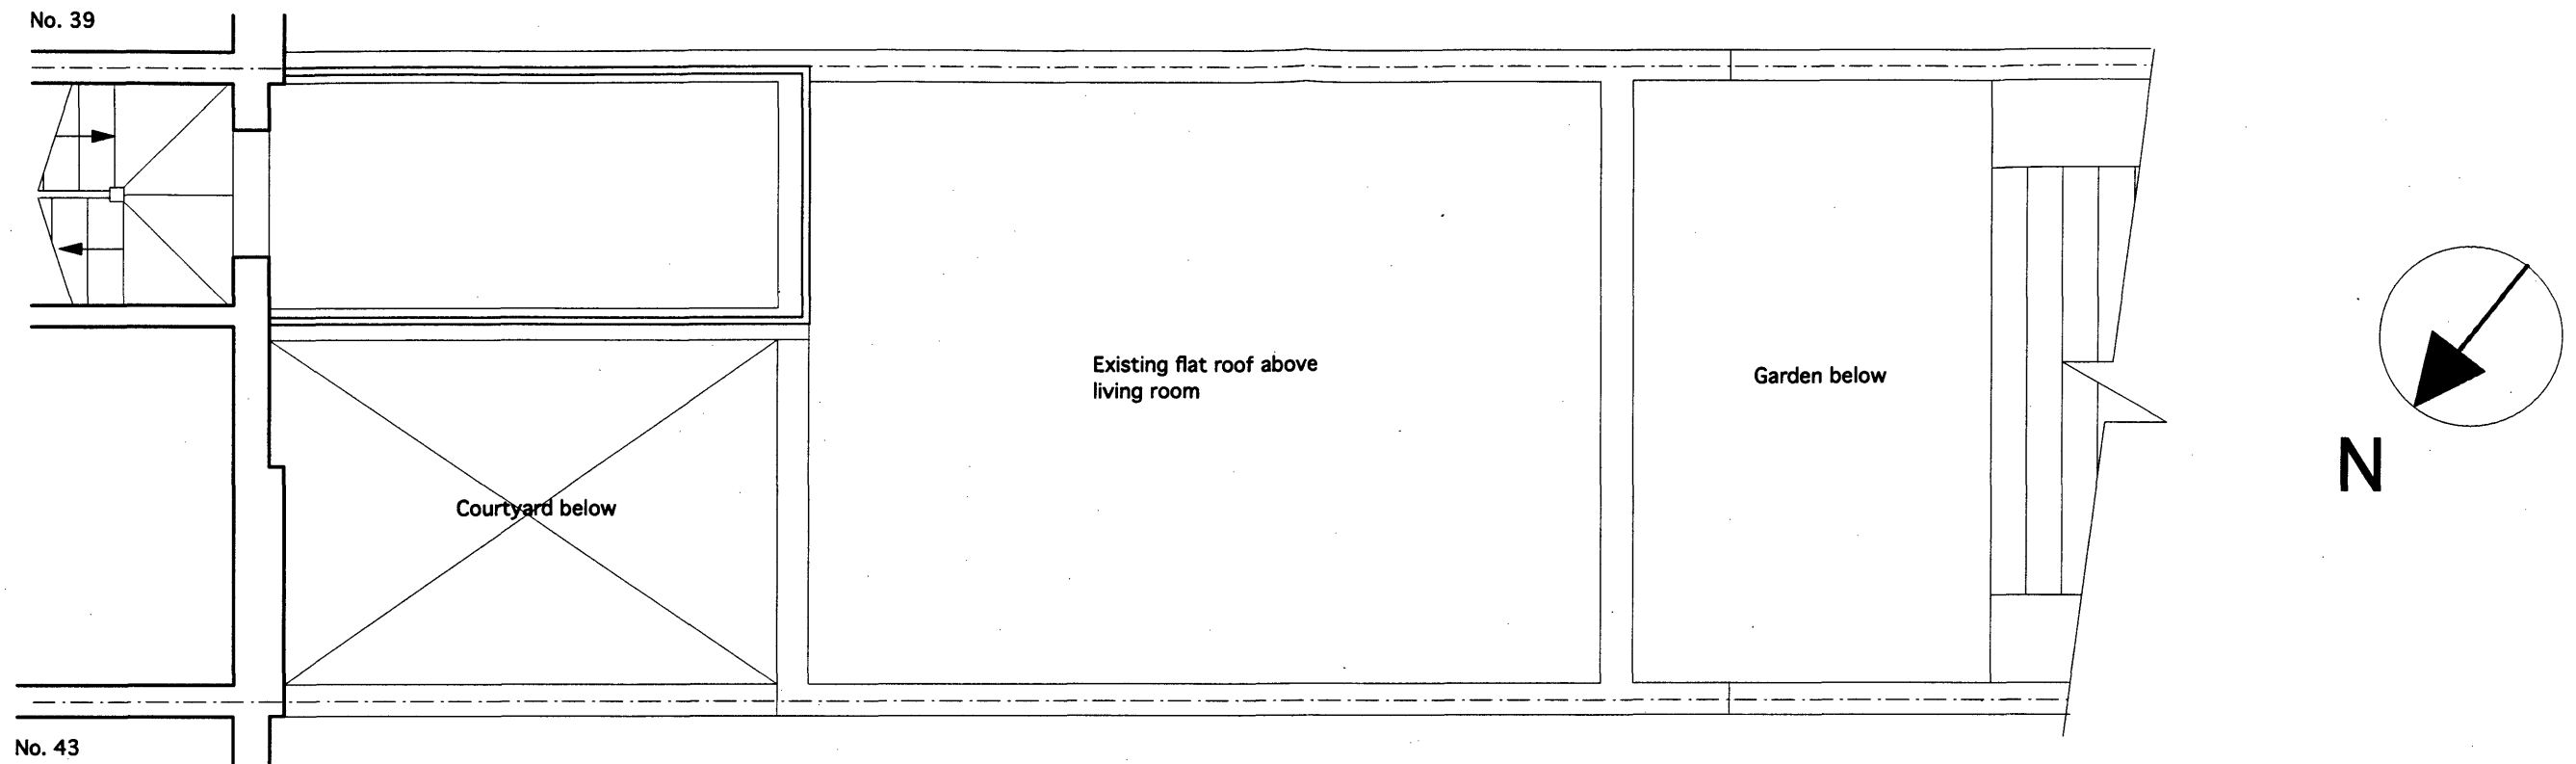 No. 39
Existing flat roof above
living room
Garden below
N
Courtyard below
No. 43